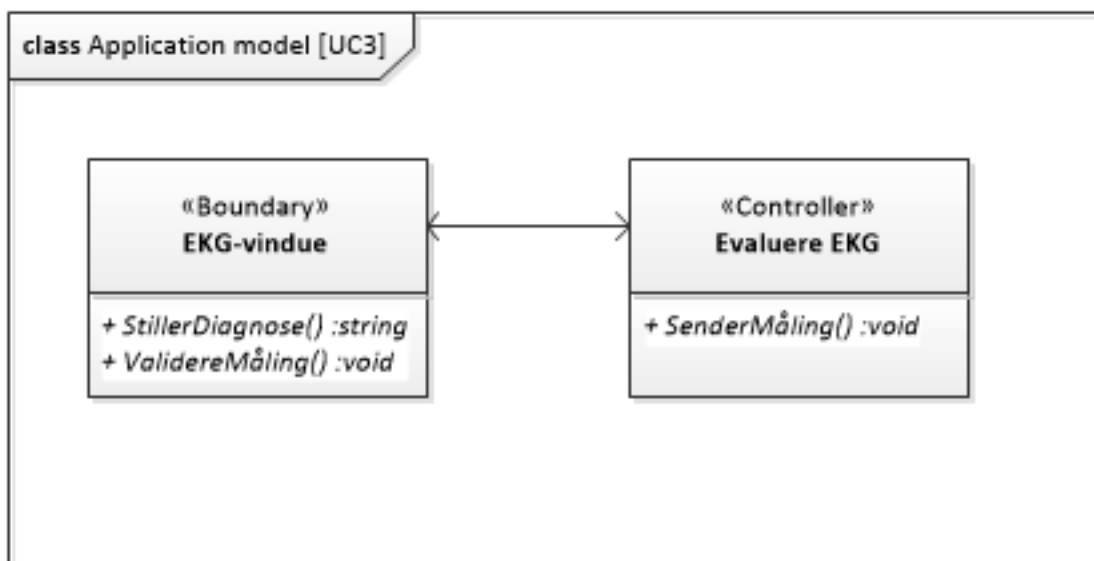 class Application model [UC3]
«Boundary»
EKG-vindue
+ StillerDiagnose() :string
+ ValidereMåling() :void
«Controller»
Evaluere EKG
+ SenderMåling() :void